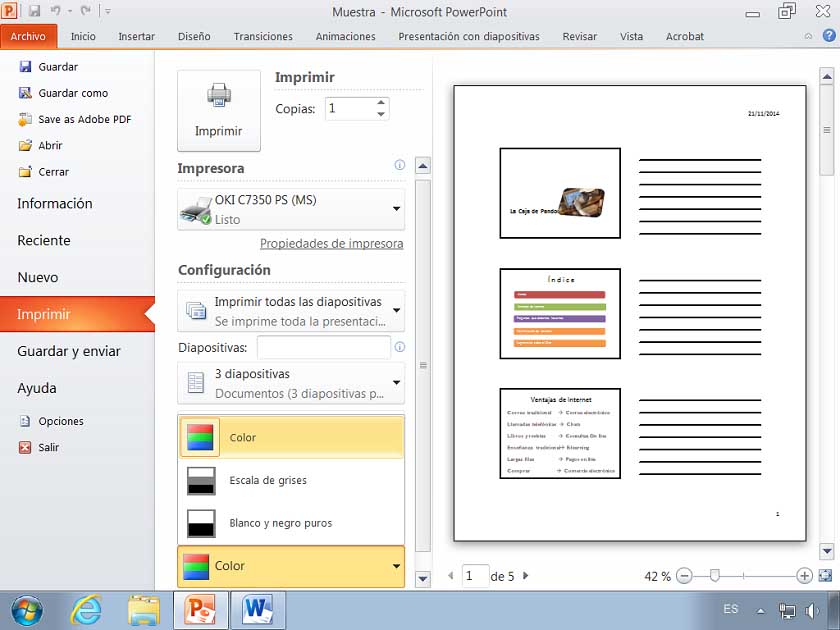 Muestra - Microsoft PowerPoint
Archivo Inicio Insertar Diseño Transiciones Animaciones Presentación con diapositivas Revisar Vista Acrobat
Guardar
Guardar como
Save as Adobe PDF
Abrir
Cerrar
Información
Reciente
Nuevo
Imprimir
Guardar y enviar
Ayuda
Opciones
Salir
Imprimir
Imprimir
Copias: 1
Impresora
OKI C7350 PS (MS)
Listo
Propiedades de impresora
Configuración
Imprimir todas las diapositivas
Se imprime toda la presentaci...
Diapositivas:
3 diapositivas
Documentos (3 diapositivas p...
Color
Escala de grises
Blanco y negro puros
Color
21/11/2014
La Caja de Pando
Índice
Ventajas de Internet
Correo tradicional → Correo electrónico
Llamadas telefónicas → Chats
Libros y revistas → Consultas On line
Enseñanza tradicional → Elearning
Largas filas → Pagos on line
Comprar → Comercio electrónico
1
1 de 5
42 %
ES